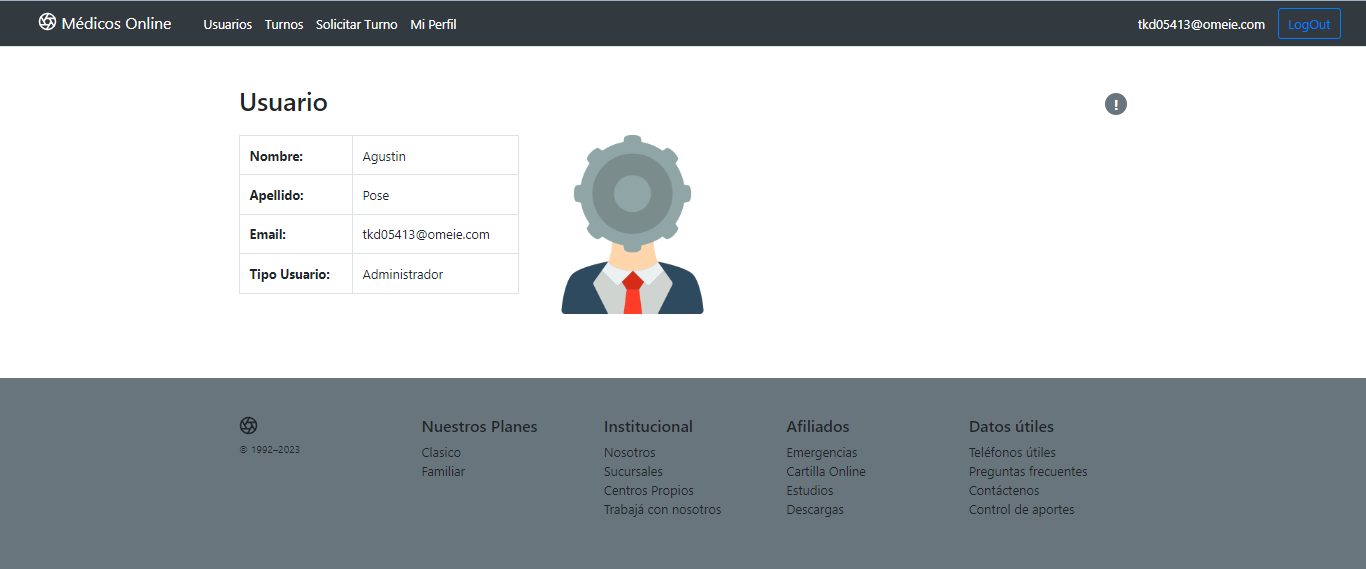 Médicos Online Usuarios Turnos Solicitar Turno Mi Perfil tkd05413@omeie.com LogOut
Usuario
!
Nombre: Agustin
Apellido: Pose
Email: tkd05413@omeie.com
Tipo Usuario: Administrador
© 1992–2023
Nuestros Planes
Clasico
Familiar
Institucional
Nosotros
Sucursales
Centros Propios
Trabajá con nosotros
Afiliados
Emergencias
Cartilla Online
Estudios
Descargas
Datos útiles
Teléfonos útiles
Preguntas frecuentes
Contáctenos
Control de aportes